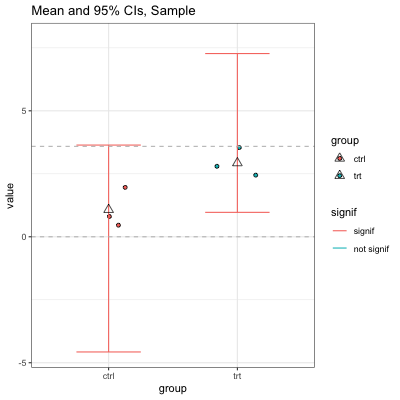 Mean and 95% CIs, Sample
value
5
0
-5
ctrl
trt
group
group
ctrl
trt
signif
signif
not signif